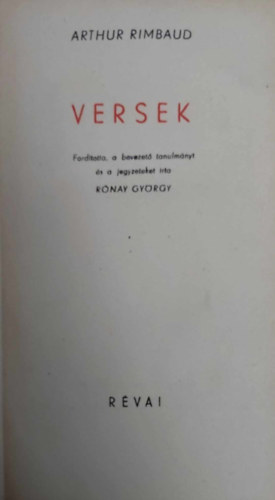 ARTHUR RIMBAUD
VERSEK
Fordította, a bevezető tanulmányt
és a jegyzeteket írta
RÓNAY GYÖRGY
RÉVAI